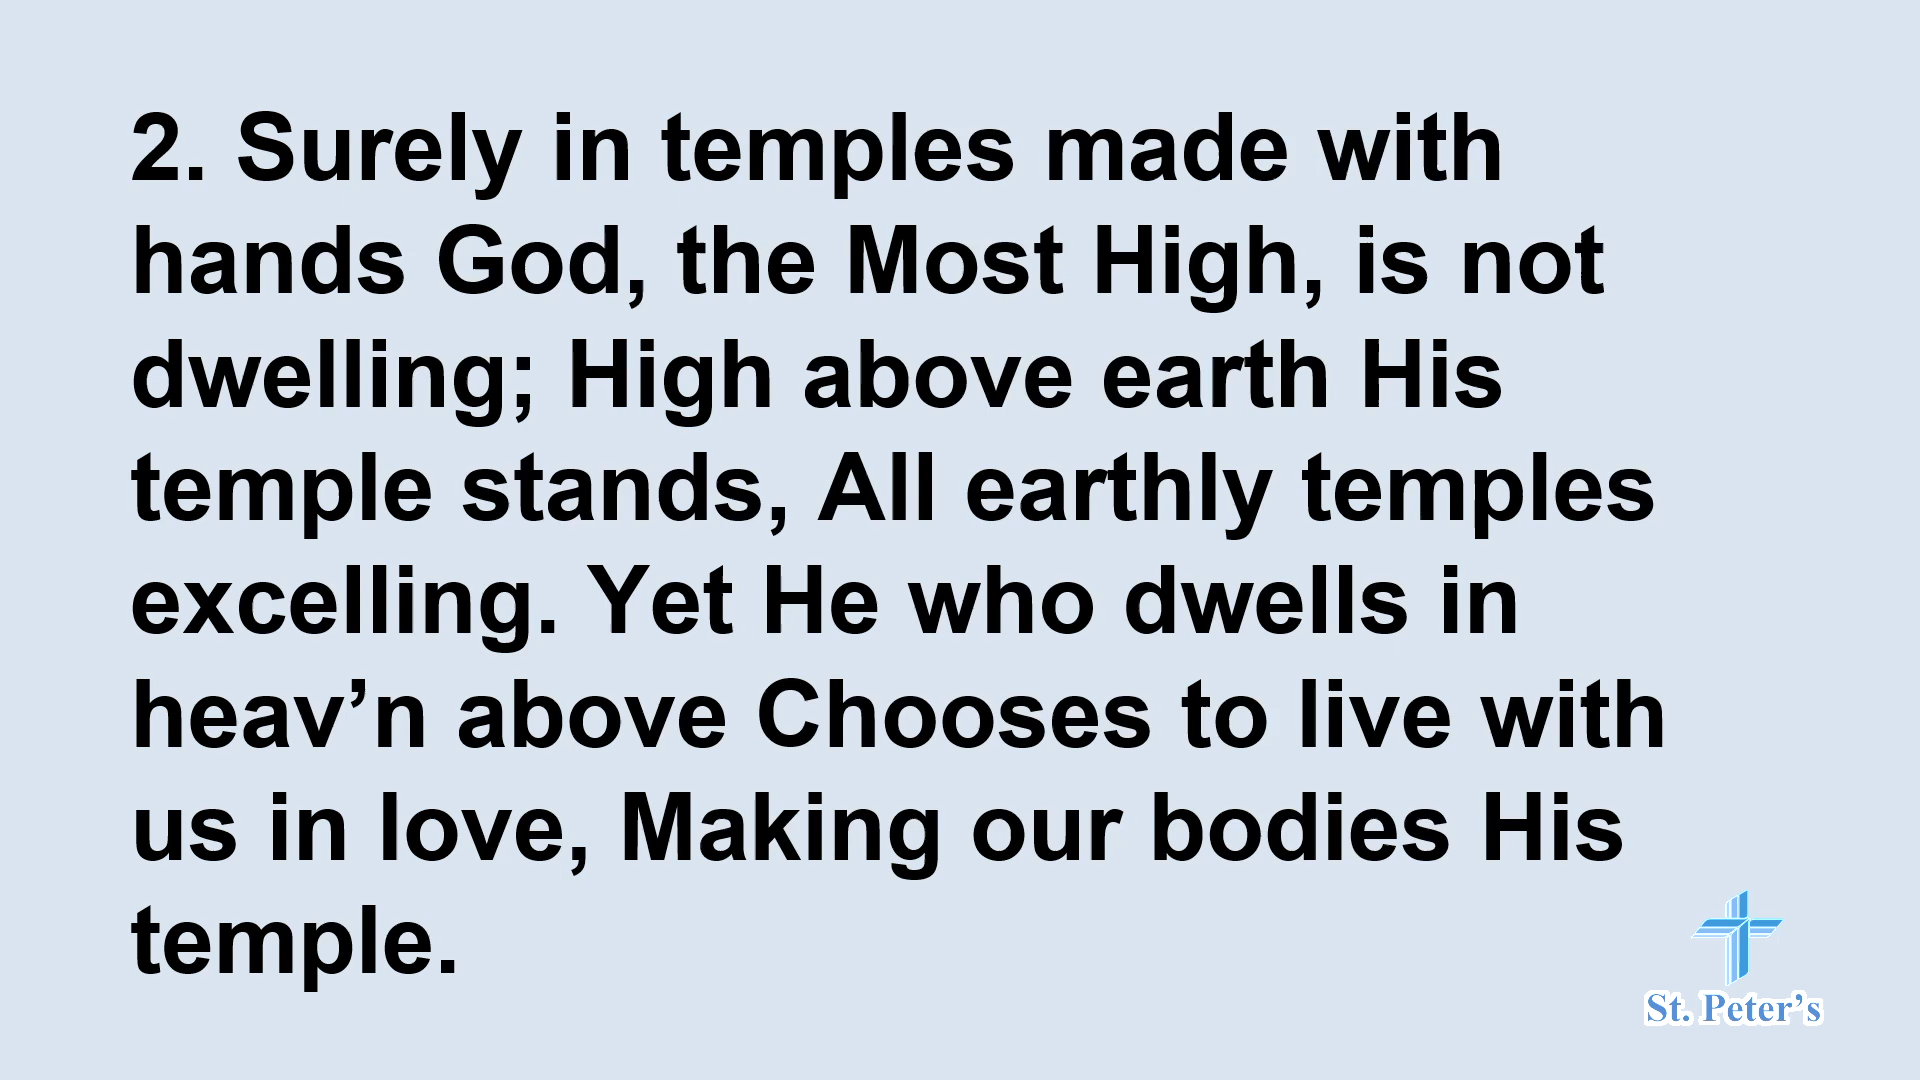 2. Surely in temples made with
hands God, the Most High, is not
dwelling; High above earth His
temple stands, All earthly temples
excelling. Yet He who dwells in
heav’n above Chooses to live with
us in love, Making our bodies His
temple.
St. Peter’s